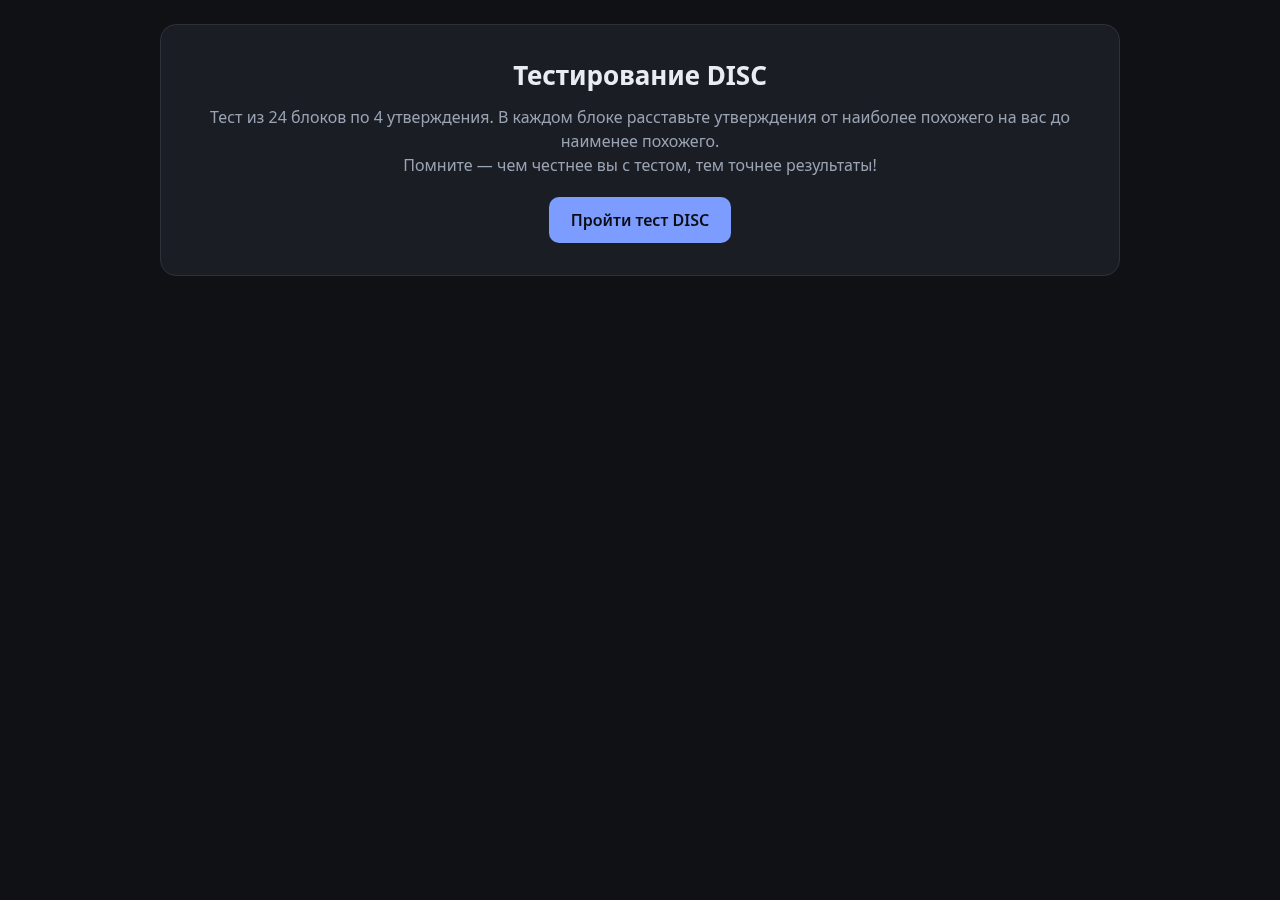 Тестирование DISC
Тест из 24 блоков по 4 утверждения. В каждом блоке расставьте утверждения от наиболее похожего на вас до
наименее похожего.
Помните — чем честнее вы с тестом, тем точнее результаты!
Пройти тест DISC